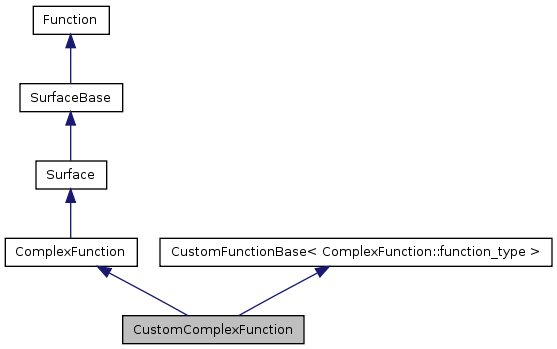 Function
SurfaceBase
Surface
ComplexFunction
CustomFunctionBase< ComplexFunction::function_type >
CustomComplexFunction